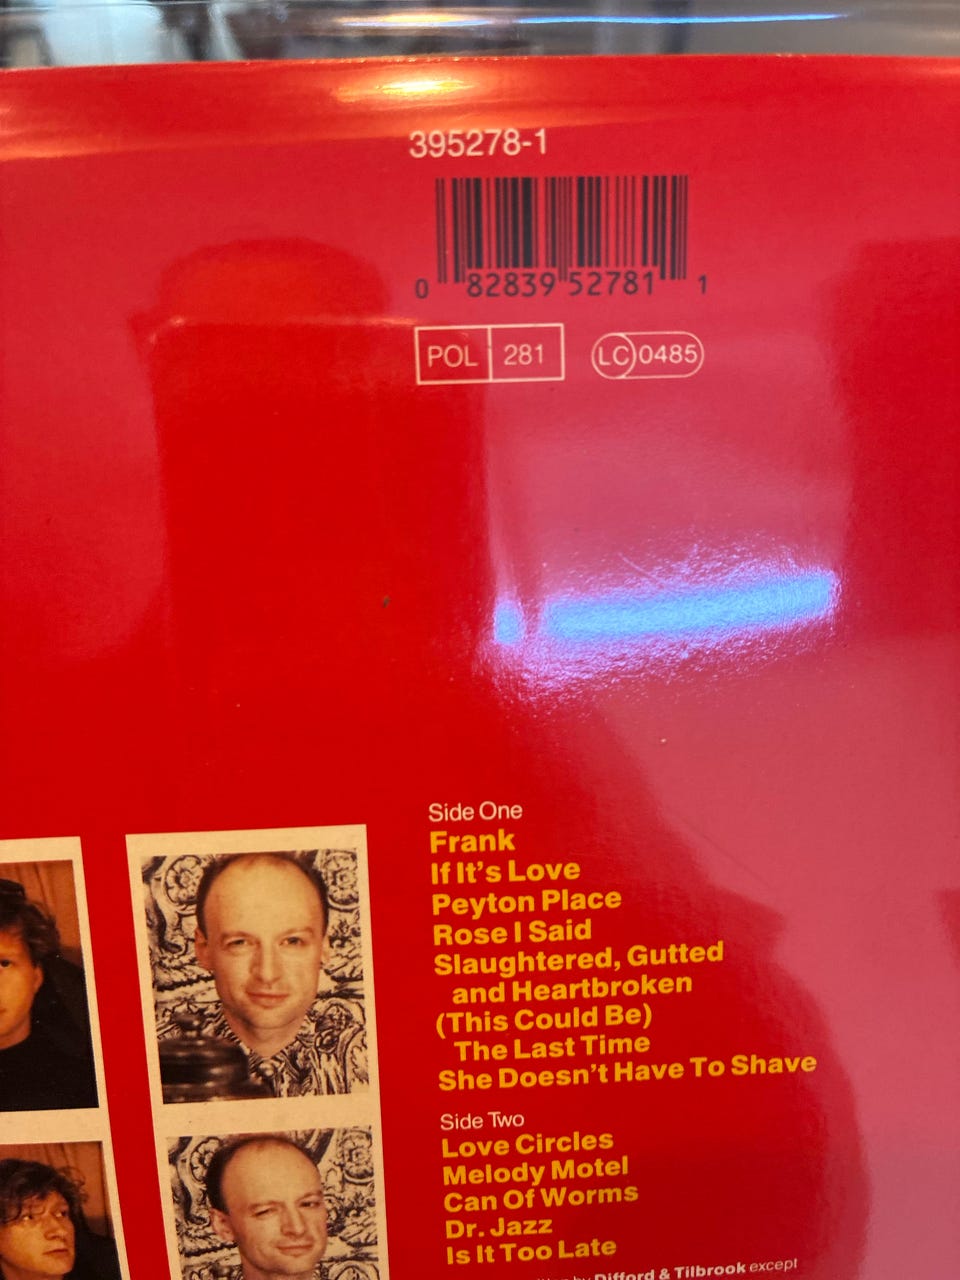 395278-1
0 82839 52781 1
POL 281 LC 0485
Side One
Frank
If It's Love
Peyton Place
Rose I Said
Slaughtered, Gutted
and Heartbroken
(This Could Be)
The Last Time
She Doesn't Have To Shave
Side Two
Love Circles
Melody Motel
Can Of Worms
Dr. Jazz
Is It Too Late
by Difford & Tilbrook except